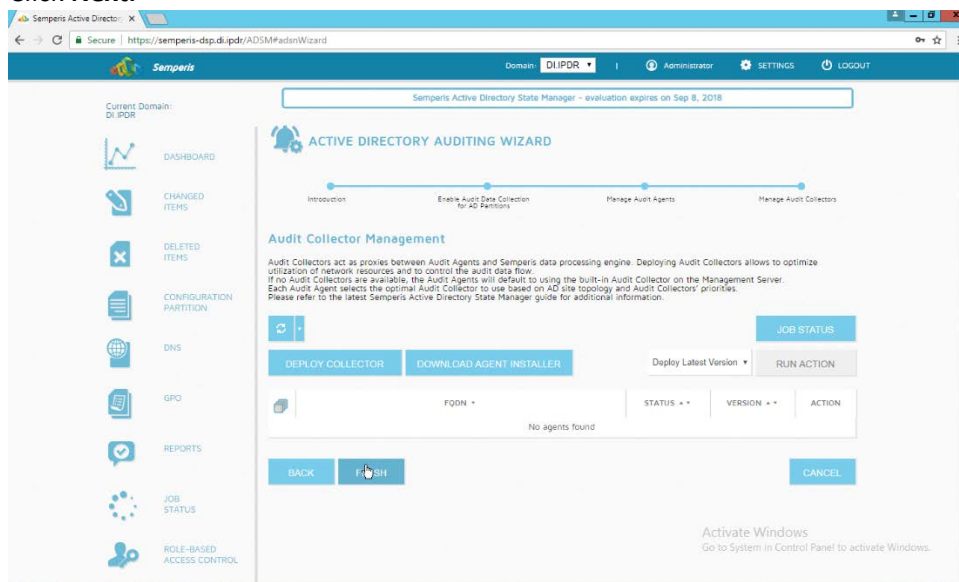 Semperis Active Director
Secure | https://semperis-dsp.di.ipdr/ADSM#adsnWizard
Semperis
Domain: DI.IPDR
Administrator
SETTINGS
LOGOUT
Current Domain:
DI.IPDR
Semperis Active Directory State Manager - evaluation expires on Sep 8, 2018
DASHBOARD
CHANGED
ITEMS
DELETED
ITEMS
CONFIGURATION
PARTITION
DNS
GPO
REPORTS
JOB
STATUS
ROLE-BASED
ACCESS CONTROL
ACTIVE DIRECTORY AUDITING WIZARD
Introduction
Enable Audit Data Collection
for AD Partitions
Manage Audit Agents
Manage Audit Collectors
Audit Collector Management
Audit Collectors act as proxies between Audit Agents and Semperis data processing engine. Deploying Audit Collectors allows to optimize
utilization of network resources and to control the audit data flow.
If no Audit Collectors are available, the Audit Agents will default to using the built-in Audit Collector on the Management Server.
Each Audit Agent selects the optimal Audit Collector to use based on AD site topology and Audit Collectors' priorities.
Please refer to the latest Semperis Active Directory State Manager guide for additional information.
JOB STATUS
DEPLOY COLLECTOR
DOWNLOAD AGENT INSTALLER
Deploy Latest Version
RUN ACTION
FQDN
STATUS
VERSION
ACTION
No agents found
BACK
CANCEL
Activate Windows
Go to System in Control Panel to activate Windows.